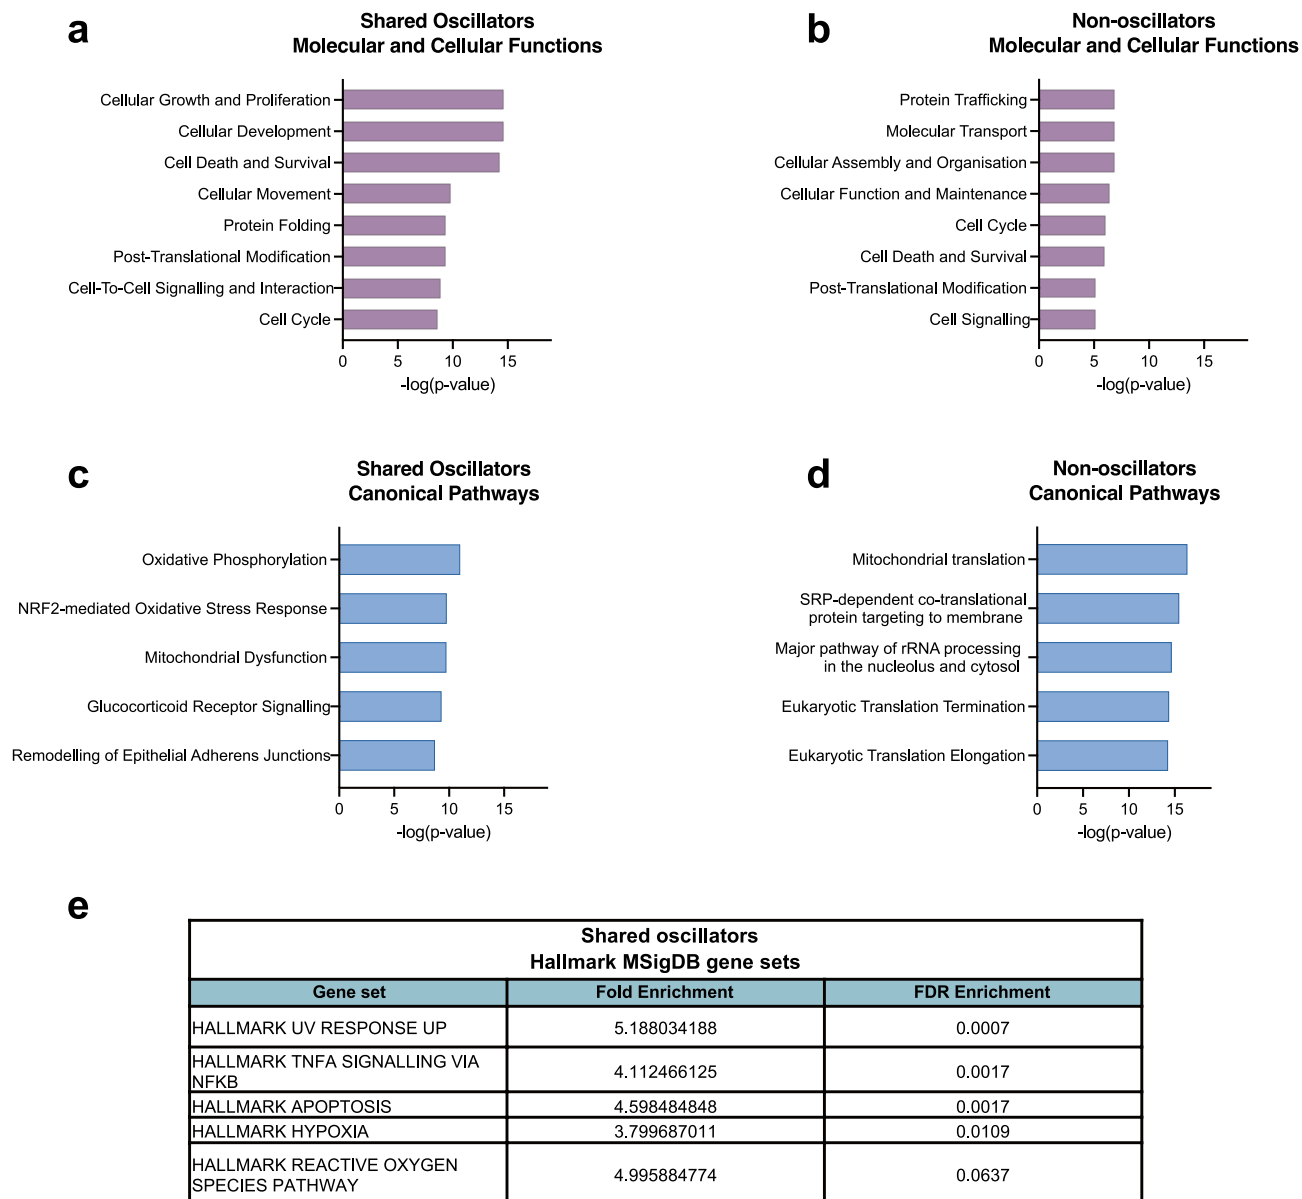 a
Shared Oscillators
Molecular and Cellular Functions
Cellular Growth and Proliferation
Cellular Development
Cell Death and Survival
Cellular Movement
Protein Folding
Post-Translational Modification
Cell-To-Cell Signalling and Interaction
Cell Cycle
0 5 10 15
-log(p-value)
b
Non-oscillators
Molecular and Cellular Functions
Protein Trafficking
Molecular Transport
Cellular Assembly and Organisation
Cellular Function and Maintenance
Cell Cycle
Cell Death and Survival
Post-Translational Modification
Cell Signalling
0 5 10 15
-log(p-value)
c
Shared Oscillators
Canonical Pathways
Oxidative Phosphorylation
NRF2-mediated Oxidative Stress Response
Mitochondrial Dysfunction
Glucocorticoid Receptor Signalling
Remodelling of Epithelial Adherens Junctions
0 5 10 15
-log(p-value)
d
Non-oscillators
Canonical Pathways
Mitochondrial translation
SRP-dependent co-translational
protein targeting to membrane
Major pathway of rRNA processing
in the nucleolus and cytosol
Eukaryotic Translation Termination
Eukaryotic Translation Elongation
0 5 10 15
-log(p-value)
e
Shared oscillators
Hallmark MSigDB gene sets
Gene set Fold Enrichment FDR Enrichment
HALLMARK UV RESPONSE UP 5.188034188 0.0007
HALLMARK TNFA SIGNALLING VIA
NFKB 4.112466125 0.0017
HALLMARK APOPTOSIS 4.598484848 0.0017
HALLMARK HYPOXIA 3.799687011 0.0109
HALLMARK REACTIVE OXYGEN
SPECIES PATHWAY 4.995884774 0.0637